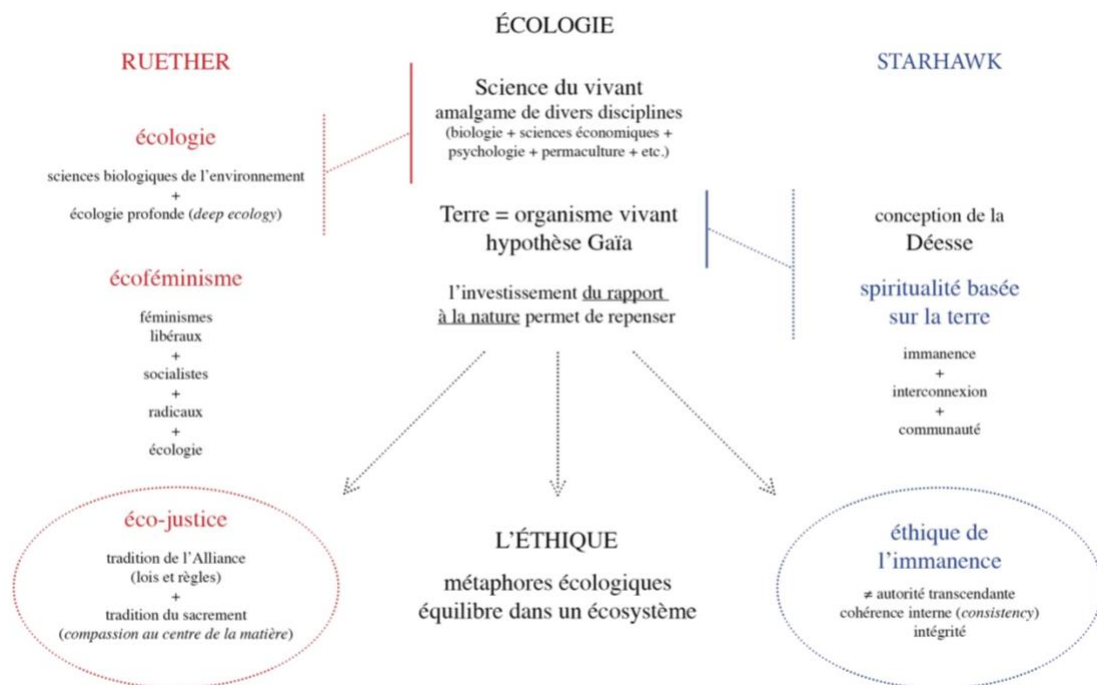 ÉCOLOGIE
RUETHER
écologie
sciences biologiques de l'environnement
+
écologie profonde (deep ecology)
écoféminisme
féminismes
libéraux
+
socialistes
+
radicaux
+
écologie
éco-justice
tradition de l'Alliance
(lois et règles)
+
tradition du sacrement
(compassion au centre de la matière)
Science du vivant
amalgame de divers disciplines
(biologie + sciences économiques +
psychologie + permaculture + etc.)
Terre = organisme vivant
hypothèse Gaïa
l'investissement du rapport
à la nature permet de repenser
L'ÉTHIQUE
métaphores écologiques
équilibre dans un écosystème
STARHAWK
conception de la
Déesse
spiritualité basée
sur la terre
immanence
+
interconnexion
+
communauté
éthique de
l'immanence
≠ autorité transcendante
cohérence interne (consistency)
intégrité